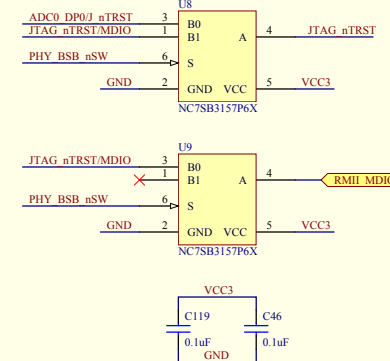 U8
ADC0_DP0/J_nTRST 3 B0
JTAG_nTRST/MDIO 1 B1 A 4 JTAG_nTRST
PHY_BSB_nSW 6 S
GND 2 GND VCC 5 VCC3
NC7SB3157P6X
U9
JTAG_nTRST/MDIO 3 B0
1 B1 A 4 RMII_MDIO
PHY_BSB_nSW 6 S
GND 2 GND VCC 5 VCC3
NC7SB3157P6X
VCC3
C119 C46
0.1uF 0.1uF
GND